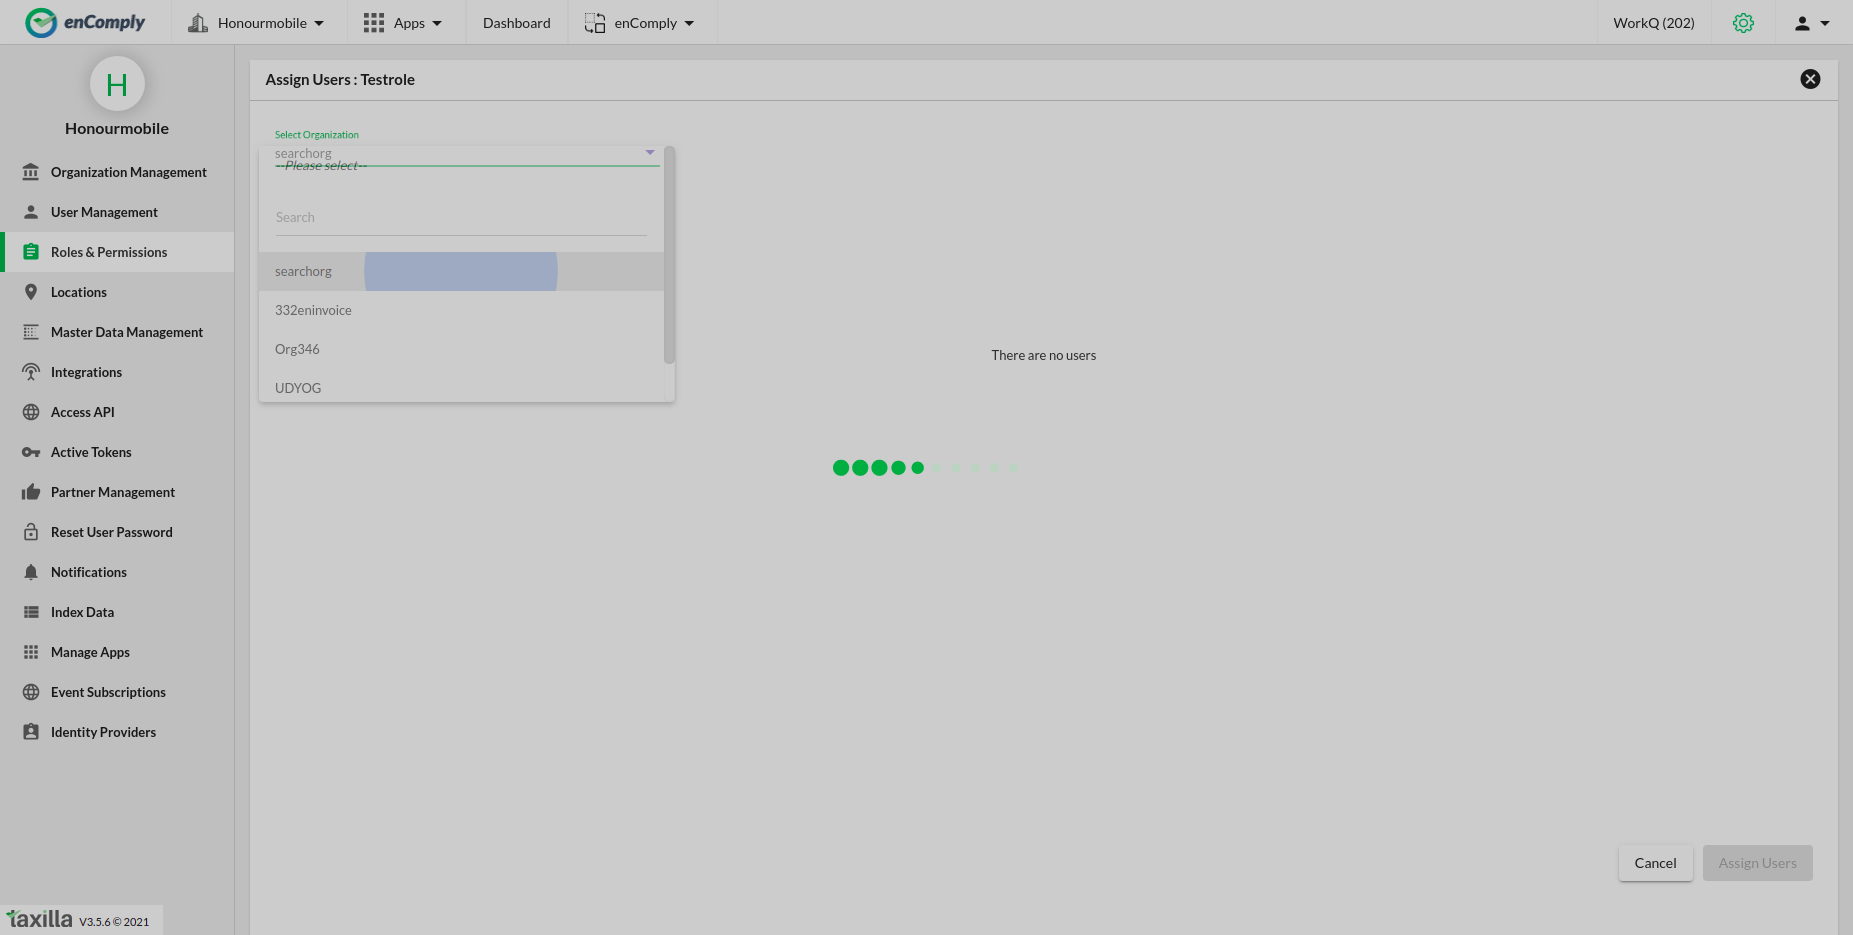 enComply
Honourmobile
Apps
Dashboard
enComply
WorkQ (202)
H
Honourmobile
Organization Management
User Management
Roles & Permissions
Locations
Master Data Management
Integrations
Access API
Active Tokens
Partner Management
Reset User Password
Notifications
Index Data
Manage Apps
Event Subscriptions
Identity Providers
taxilla V3.5.6 © 2021
Assign Users : Testrole
Select Organization
searchorg
--Please select--
Search
searchorg
332eninvoice
Org346
UDYOG
There are no users
Cancel
Assign Users